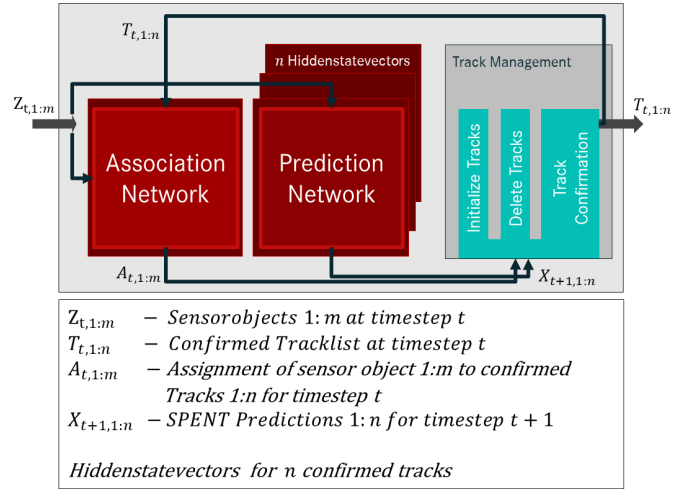 T_{t,1:n}
n Hiddenstatevectors
Track Management
Z_{t,1:m}
T_{t,1:n}
Association
Network
Prediction
Network
Initialize Tracks
Delete Tracks
Track
Confirmation
A_{t,1:m}
X_{t+1,1:n}
Z_{t,1:m} – Sensorobjects 1:m at timestep t
T_{t,1:n} – Confirmed Tracklist at timestep t
A_{t,1:m} – Assignment of sensor object 1:m to confirmed
Tracks 1:n for timestep t
X_{t+1,1:n} – SPENT Predictions 1:n for timestep t + 1
Hiddenstatevectors for n confirmed tracks